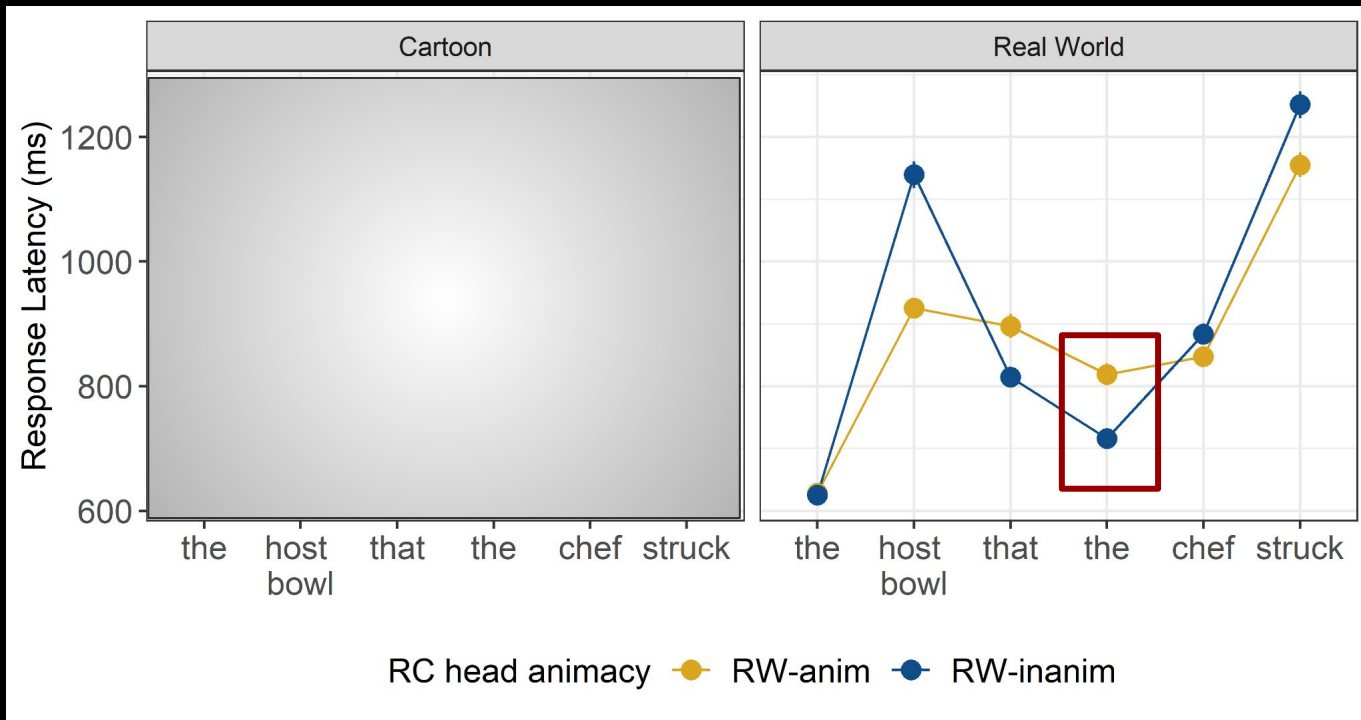 Cartoon
Real World
Response Latency (ms)
1200
1000
800
600
the host that the chef struck
bowl
the host that the chef struck
bowl
RC head animacy RW-anim RW-inanim